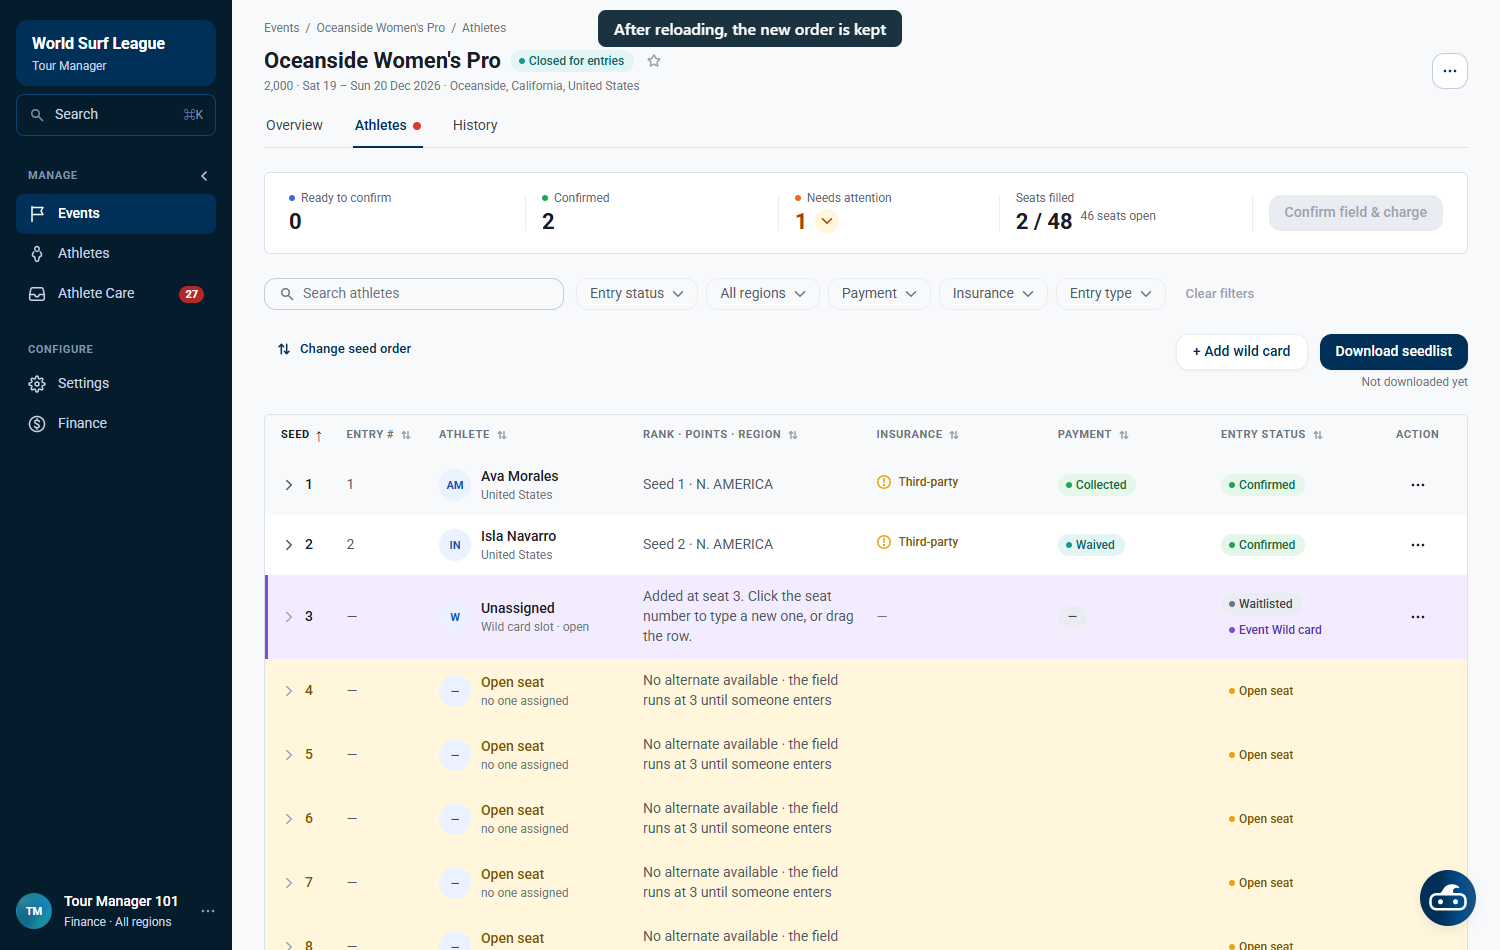 World Surf League
Tour Manager
Search
⌘K
MANAGE
Events
Athletes
Athlete Care
27
CONFIGURE
Settings
Finance
TM
Tour Manager 101
Finance · All regions
Events / Oceanside Women's Pro / Athletes
After reloading, the new order is kept
Oceanside Women's Pro
Closed for entries
2,000 · Sat 19 – Sun 20 Dec 2026 · Oceanside, California, United States
Overview
Athletes
History
Ready to confirm
0
Confirmed
2
Needs attention
1
Seats filled
2 / 48
46 seats open
Confirm field & charge
Search athletes
Entry status
All regions
Payment
Insurance
Entry type
Clear filters
Change seed order
+ Add wild card
Download seedlist
Not downloaded yet
SEED ↑
ENTRY #
ATHLETE
RANK · POINTS · REGION
INSURANCE
PAYMENT
ENTRY STATUS
ACTION
1
1
AM
Ava Morales
United States
Seed 1 · N. AMERICA
Third-party
Collected
Confirmed
2
2
IN
Isla Navarro
United States
Seed 2 · N. AMERICA
Third-party
Waived
Confirmed
3
—
W
Unassigned
Wild card slot · open
Added at seat 3. Click the seat
number to type a new one, or drag
the row.
—
—
Waitlisted
Event Wild card
4
—
–
Open seat
no one assigned
No alternate available · the field
runs at 3 until someone enters
Open seat
5
—
–
Open seat
no one assigned
No alternate available · the field
runs at 3 until someone enters
Open seat
6
—
–
Open seat
no one assigned
No alternate available · the field
runs at 3 until someone enters
Open seat
7
—
–
Open seat
no one assigned
No alternate available · the field
runs at 3 until someone enters
Open seat
8
—
–
Open seat
No alternate available · the field
Open seat